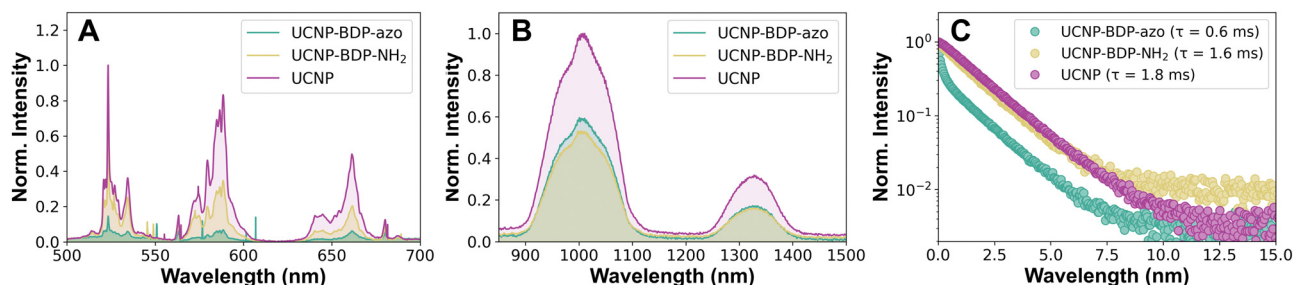 A
UCNP-BDP-azo
UCNP-BDP-NH₂
UCNP
Norm. Intensity
1.2
1.0
0.8
0.6
0.4
0.2
0.0
500
550
600
650
700
Wavelength (nm)
B
UCNP-BDP-azo
UCNP-BDP-NH₂
UCNP
Norm. Intensity
1.0
0.8
0.6
0.4
0.2
0.0
900
1000
1100
1200
1300
1400
1500
Wavelength (nm)
C
UCNP-BDP-azo (τ = 0.6 ms)
UCNP-BDP-NH₂ (τ = 1.6 ms)
UCNP (τ = 1.8 ms)
Norm. Intensity
10⁰
10⁻¹
10⁻²
0.0
2.5
5.0
7.5
10.0
12.5
15.0
Wavelength (nm)